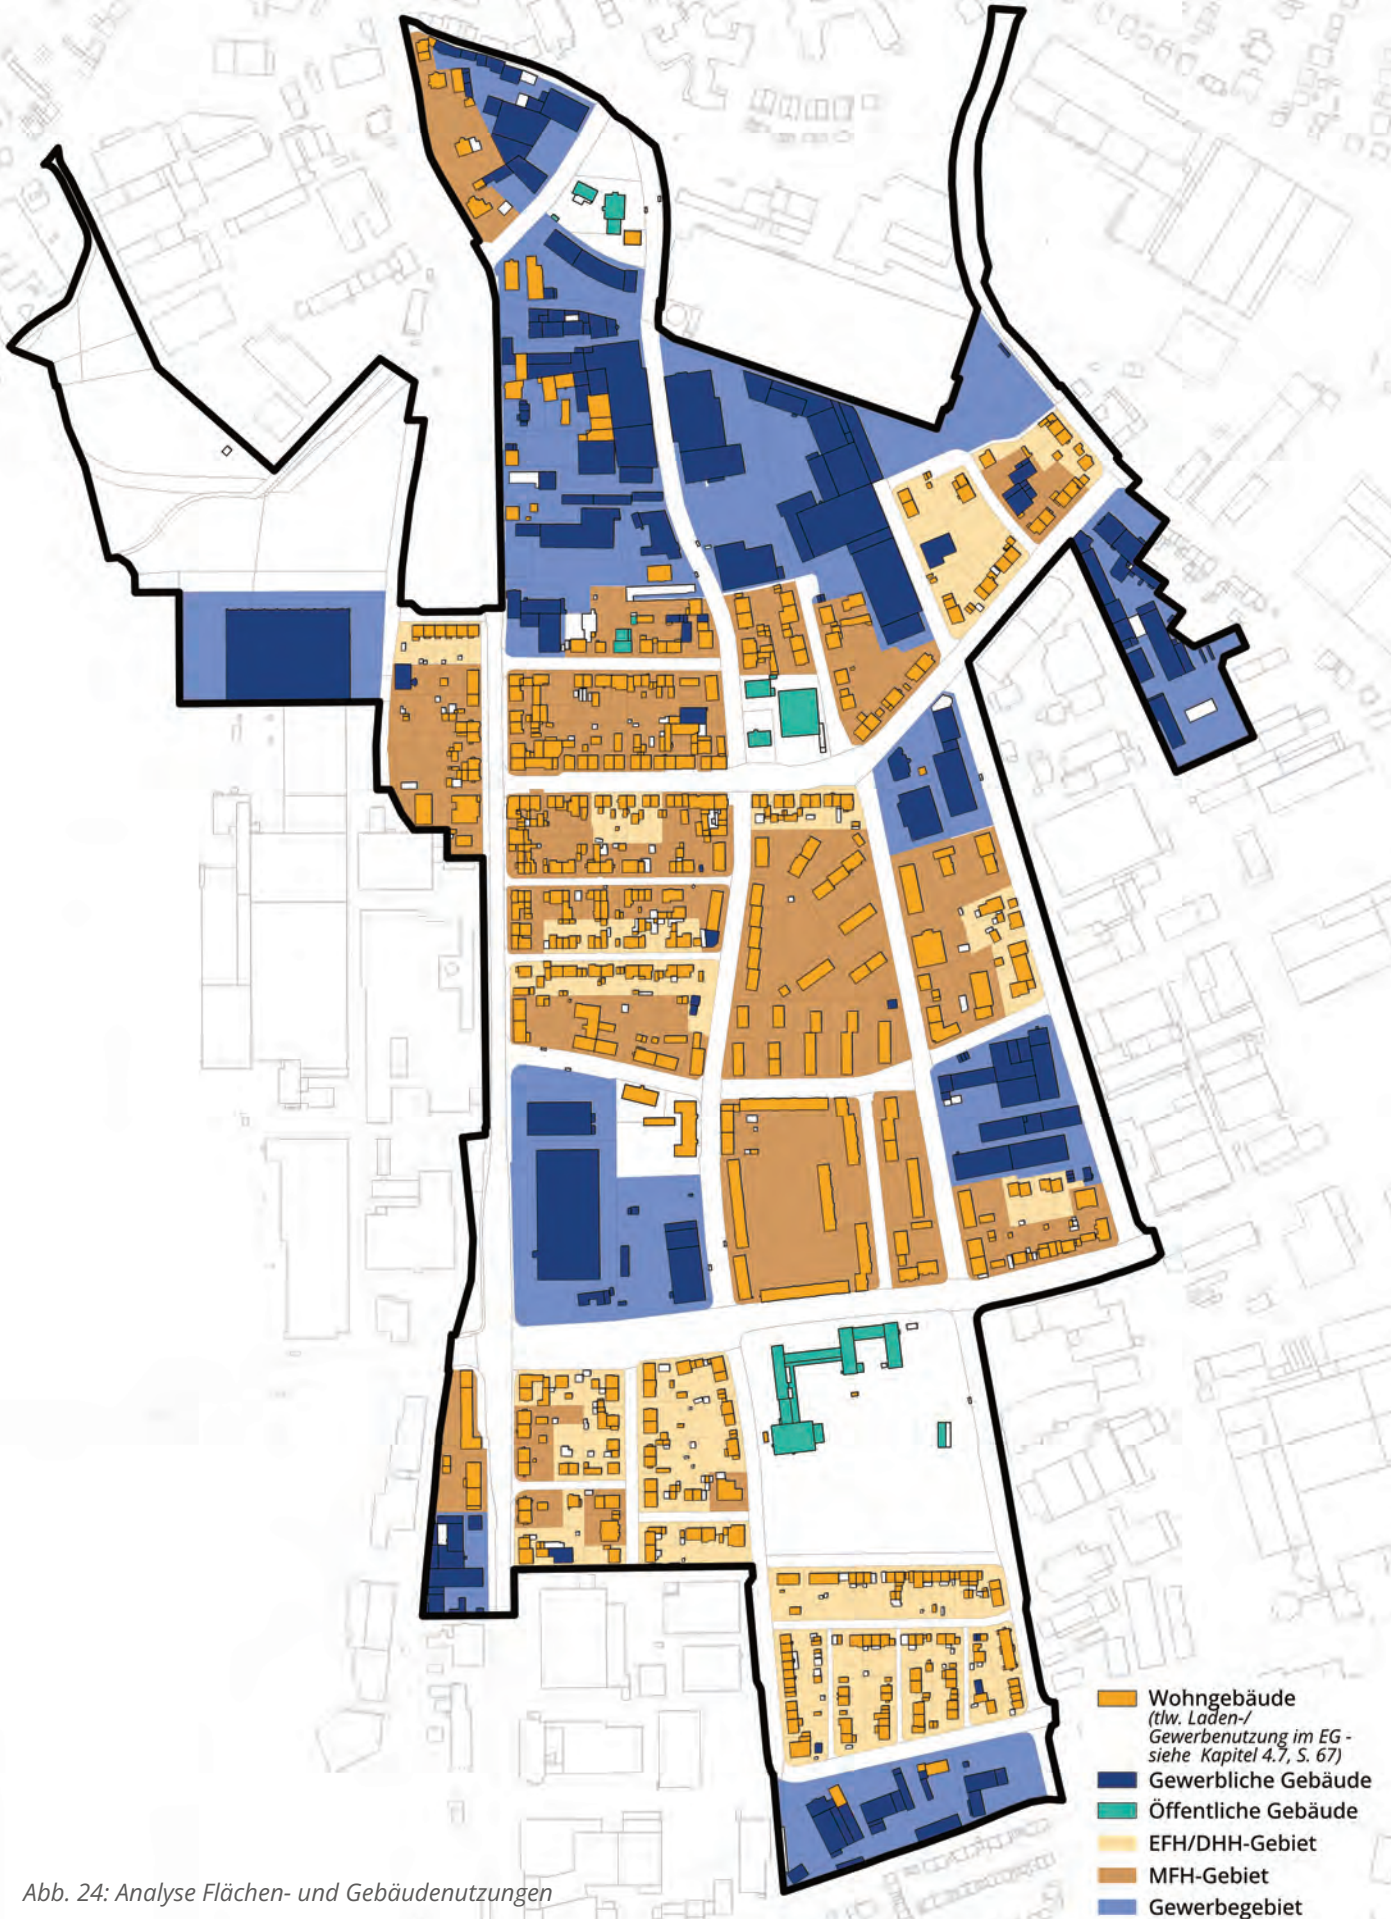 Wohngebäude
(tlw. Laden-/
Gewerbenutzung im EG -
siehe Kapitel 4.7, S. 67)
Gewerbliche Gebäude
Öffentliche Gebäude
EFH/DHH-Gebiet
MFH-Gebiet
Gewerbegebiet
Abb. 24: Analyse Flächen- und Gebäudenutzungen